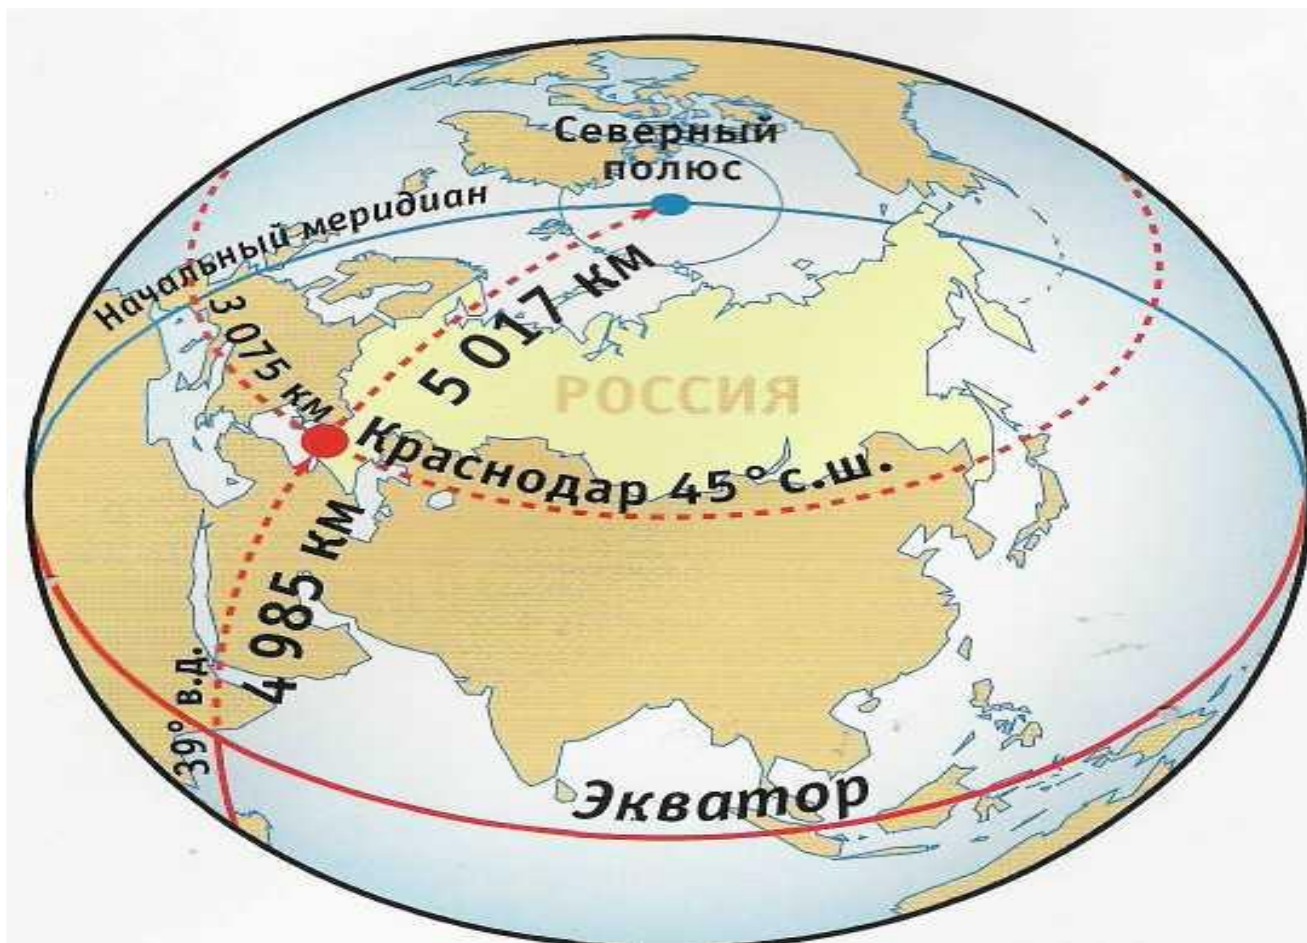 Северный
полюс
Начальный меридиан
5 017 км
3 075 км
РОССИЯ
Краснодар 45° с.ш.
4 985 км
39° в.д.
Экватор